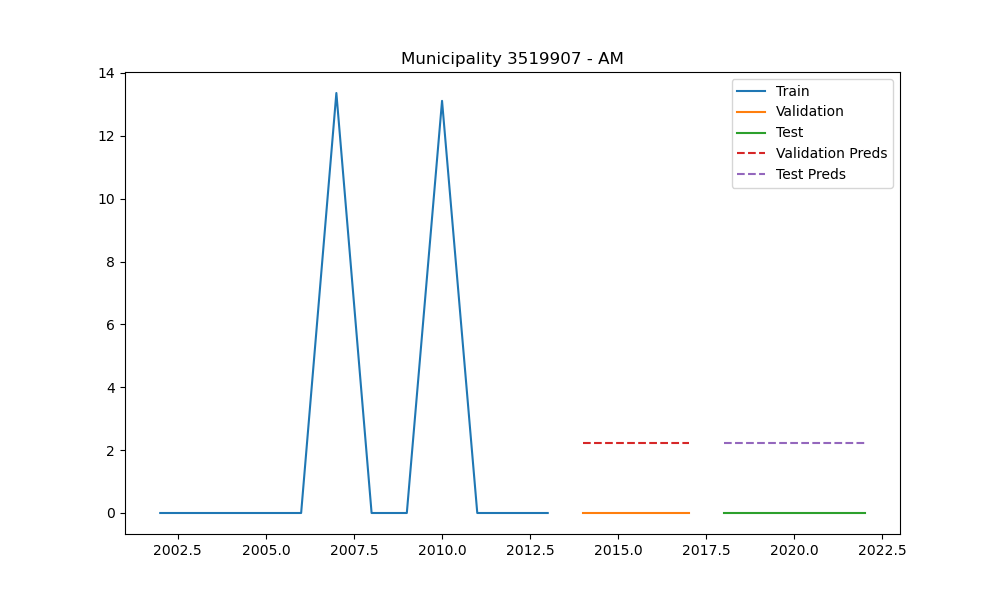 Municipality 3519907 - AM
14
12
10
8
6
4
2
0
Train
Validation
Test
Validation Preds
Test Preds
2002.5 2005.0 2007.5 2010.0 2012.5 2015.0 2017.5 2020.0 2022.5